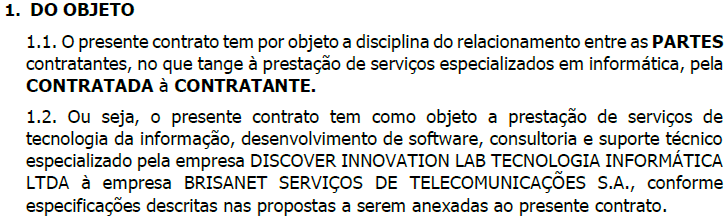 1. DO OBJETO
1.1. O presente contrato tem por objeto a disciplina do relacionamento entre as PARTES
contratantes, no que tange à prestação de serviços especializados em informática, pela
CONTRATADA à CONTRATANTE.
1.2. Ou seja, o presente contrato tem como objeto a prestação de serviços de
tecnologia da informação, desenvolvimento de software, consultoria e suporte técnico
especializado pela empresa DISCOVER INNOVATION LAB TECNOLOGIA INFORMÁTICA
LTDA à empresa BRISANET SERVIÇOS DE TELECOMUNICAÇÕES S.A., conforme
especificações descritas nas propostas a serem anexadas ao presente contrato.